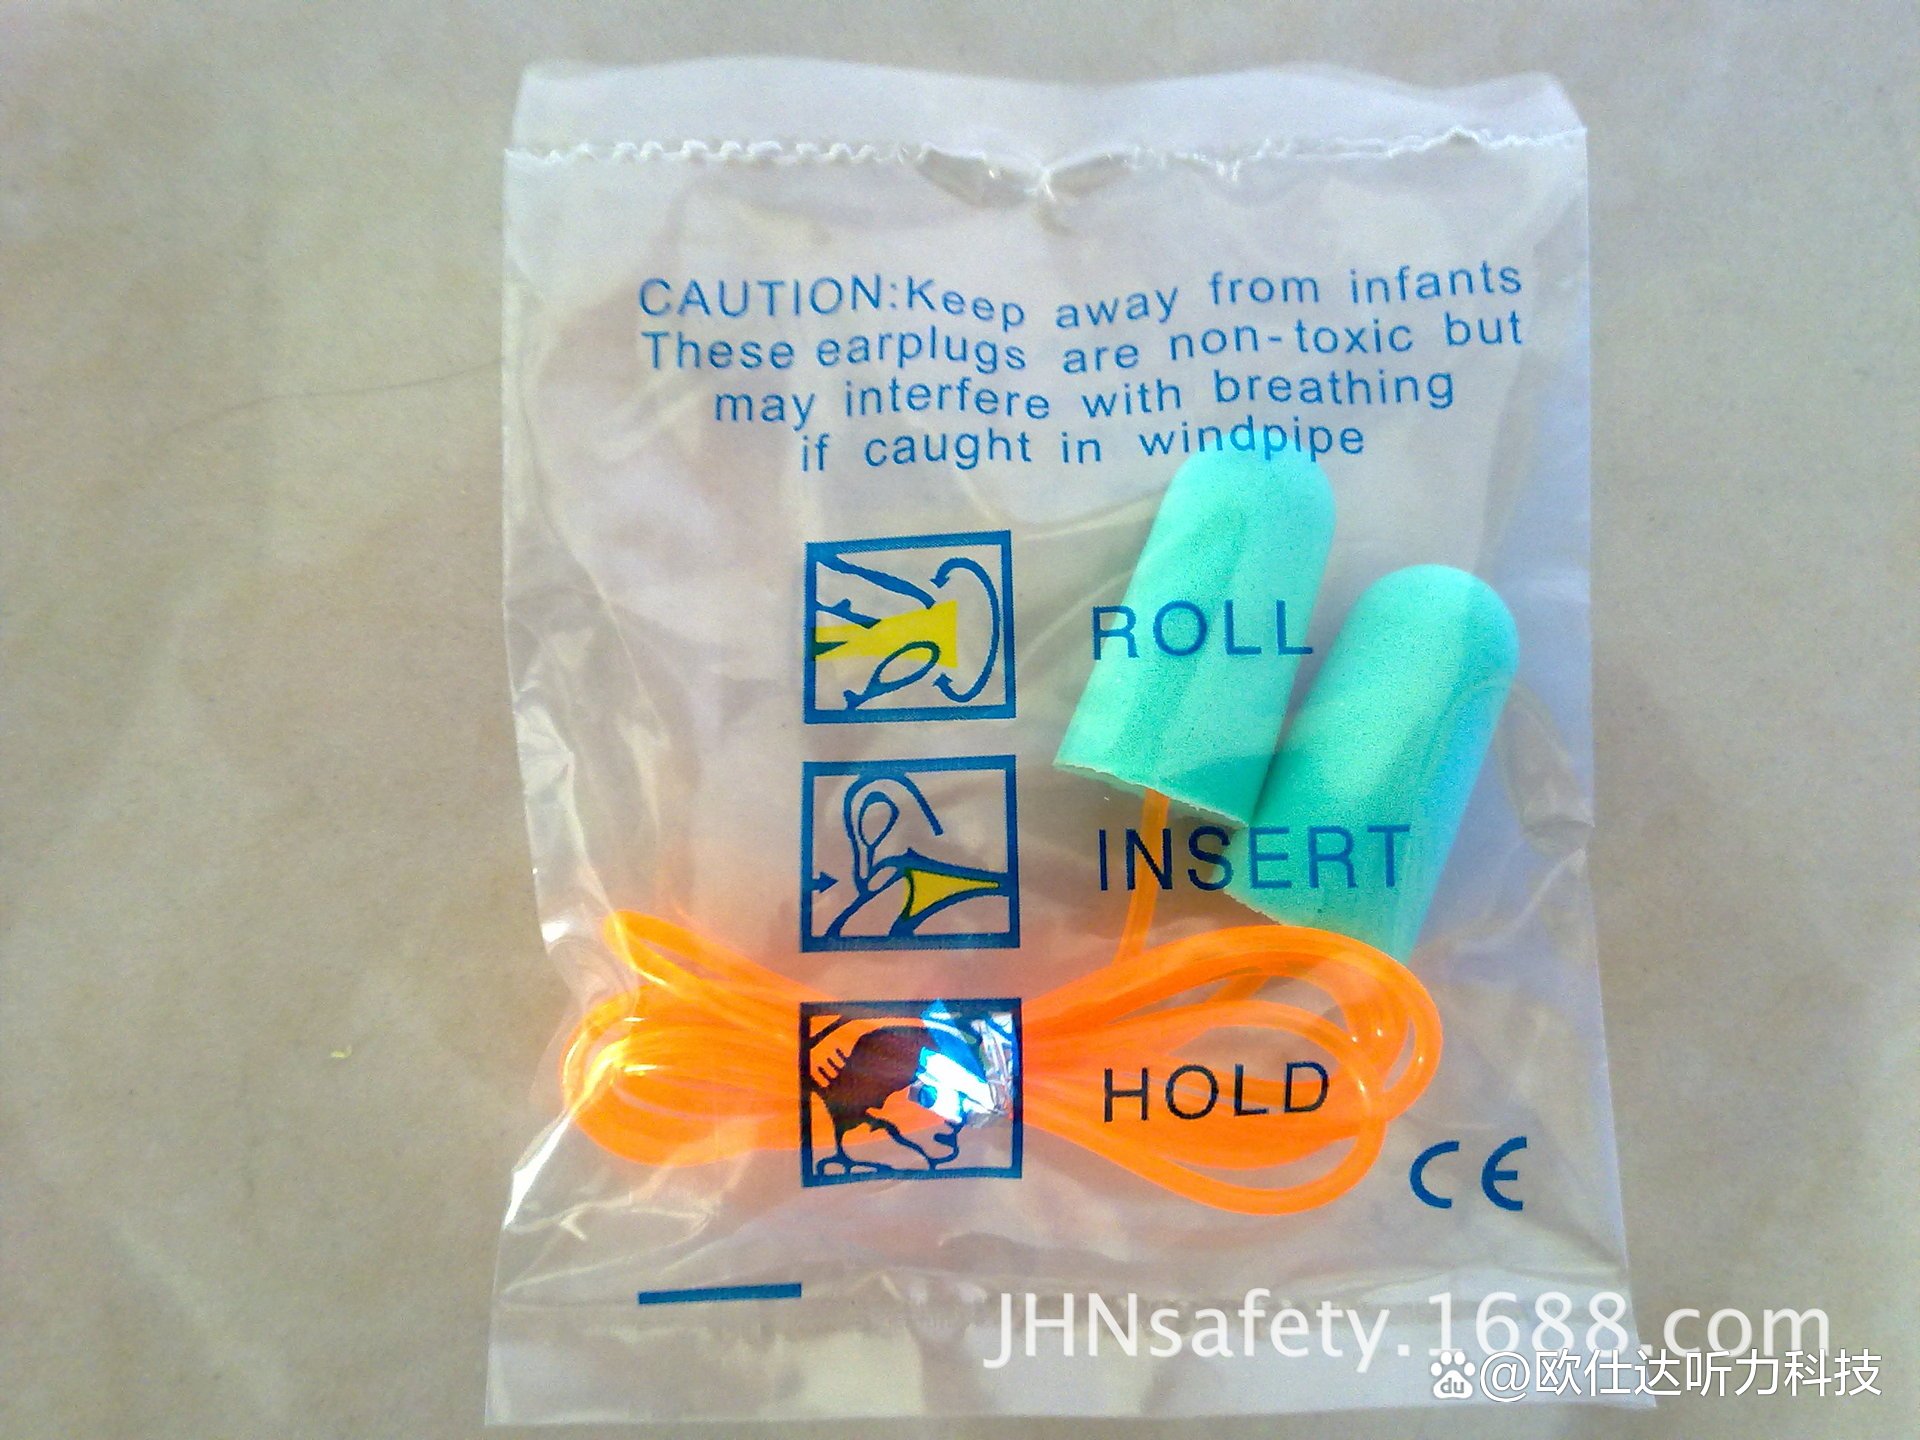 CAUTION:Keep away from infants
These earplugs are non-toxic but
may interfere with breathing
if caught in windpipe
ROLL
INSERT
HOLD
CE
JHNsafety.1688.com
du @欧仕达听力科技